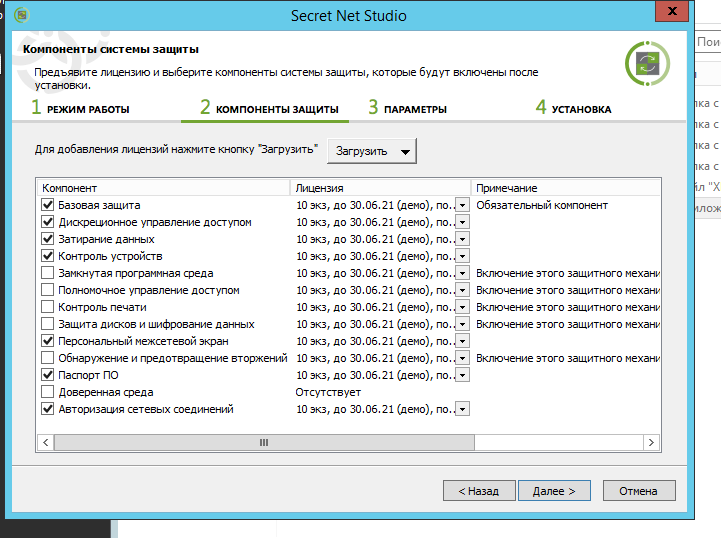 Secret Net Studio
x
Компоненты системы защиты
Предъявите лицензию и выберите компоненты системы защиты, которые будут включены после
установки.
1 РЕЖИМ РАБОТЫ 2 КОМПОНЕНТЫ ЗАЩИТЫ 3 ПАРАМЕТРЫ 4 УСТАНОВКА
Для добавления лицензий нажмите кнопку "Загрузить" Загрузить
Компонент Лицензия Примечание
Базовая защита 10 экз, до 30.06.21 (демо), по... Обязательный компонент
Дискреционное управление доступом 10 экз, до 30.06.21 (демо), по...
Затирание данных 10 экз, до 30.06.21 (демо), по...
Контроль устройств 10 экз, до 30.06.21 (демо), по...
Замкнутая программная среда 10 экз, до 30.06.21 (демо), по... Включение этого защитного механи
Полномочное управление доступом 10 экз, до 30.06.21 (демо), по... Включение этого защитного механи
Контроль печати 10 экз, до 30.06.21 (демо), по... Включение этого защитного механи
Защита дисков и шифрование данных 10 экз, до 30.06.21 (демо), по... Включение этого защитного механи
Персональный межсетевой экран 10 экз, до 30.06.21 (демо), по...
Обнаружение и предотвращение вторжений 10 экз, до 30.06.21 (демо), по... Включение этого защитного механи
Паспорт ПО 10 экз, до 30.06.21 (демо), по...
Доверенная среда Отсутствует
Авторизация сетевых соединений 10 экз, до 30.06.21 (демо), по...
< Назад Далее > Отмена
Пои
пка с
пка с
пка с
пка с
йл "X
илож